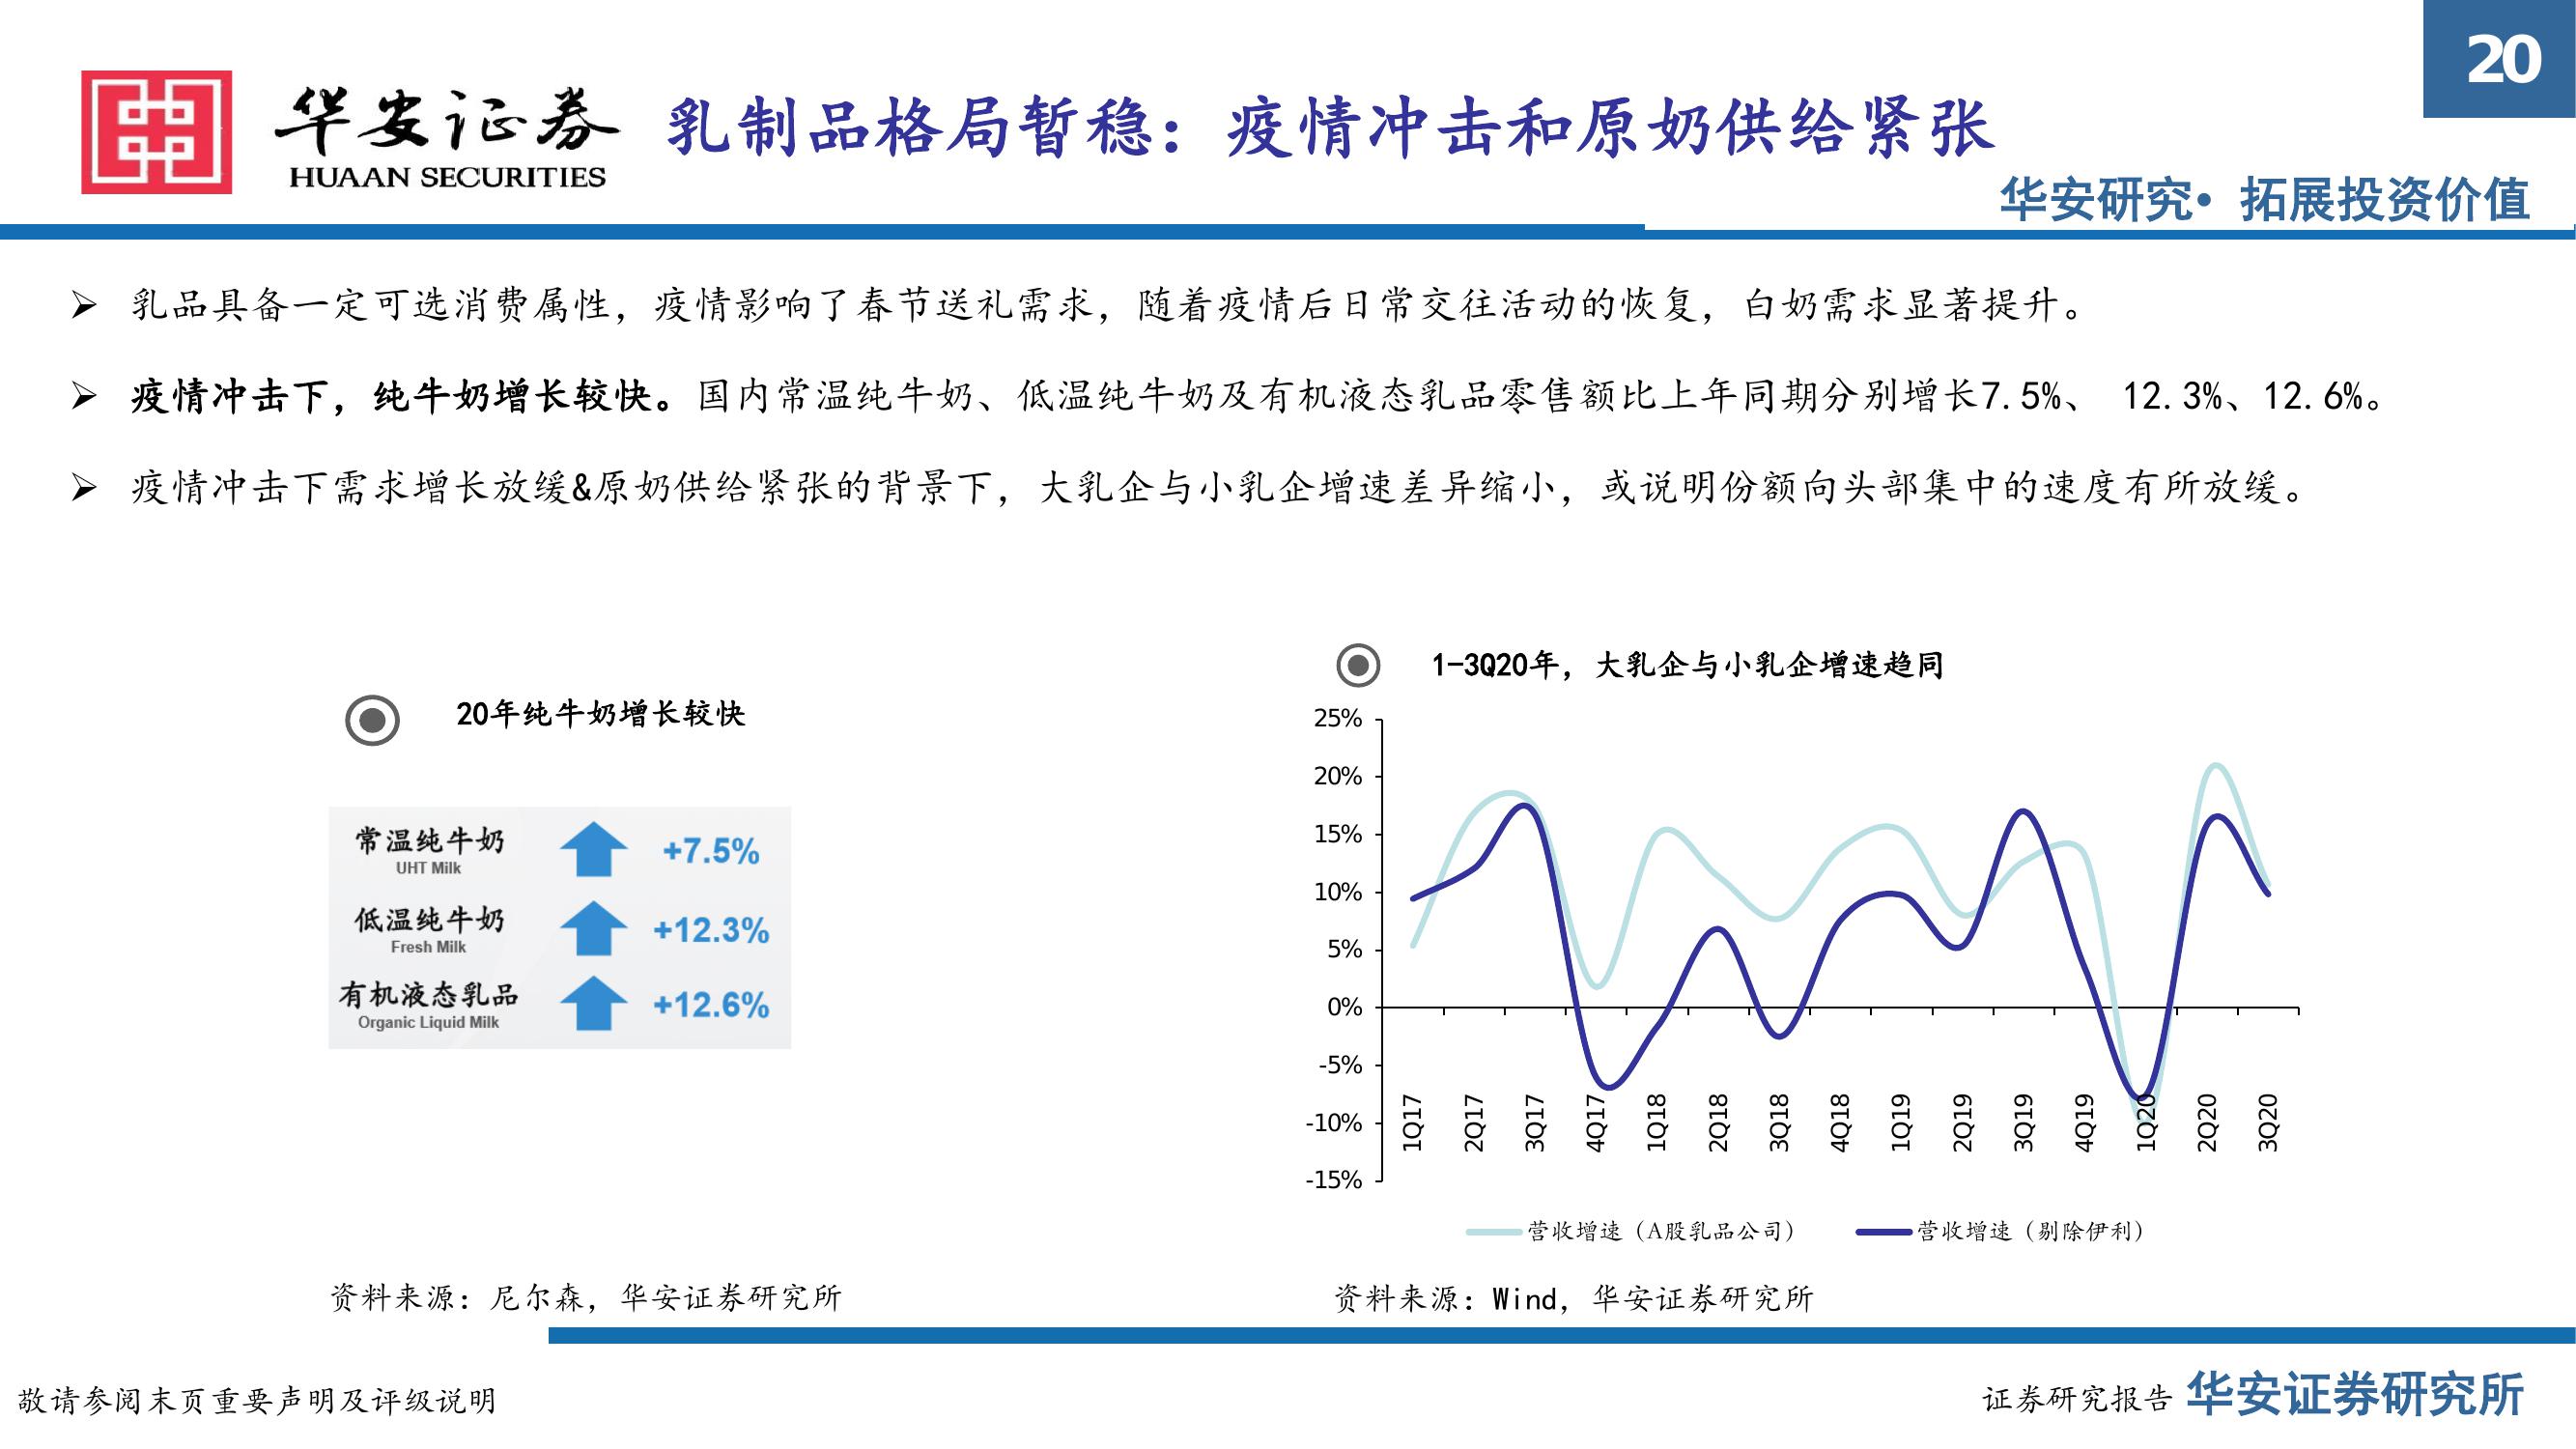 20
华安证券
HUAAN SECURITIES
乳制品格局暂稳：疫情冲击和原奶供给紧张
华安研究• 拓展投资价值
乳品具备一定可选消费属性，疫情影响了春节送礼需求，随着疫情后日常交往活动的恢复，白奶需求显著提升。
疫情冲击下，纯牛奶增长较快。国内常温纯牛奶、低温纯牛奶及有机液态乳品零售额比上年同期分别增长7.5%、 12.3%、12.6%。
疫情冲击下需求增长放缓&原奶供给紧张的背景下，大乳企与小乳企增速差异缩小，或说明份额向头部集中的速度有所放缓。
20年纯牛奶增长较快
常温纯牛奶 +7.5%
UHT Milk
低温纯牛奶 +12.3%
Fresh Milk
有机液态乳品 +12.6%
Organic Liquid Milk
资料来源：尼尔森，华安证券研究所
1-3Q20年，大乳企与小乳企增速趋同
25%
20%
15%
10%
5%
0%
-5%
-10%
-15%
1Q17 2Q17 3Q17 4Q17 1Q18 2Q18 3Q18 4Q18 1Q19 2Q19 3Q19 4Q19 1Q20 2Q20 3Q20
营收增速（A股乳品公司） 营收增速（剔除伊利）
资料来源：Wind，华安证券研究所
敬请参阅末页重要声明及评级说明
证券研究报告 华安证券研究所